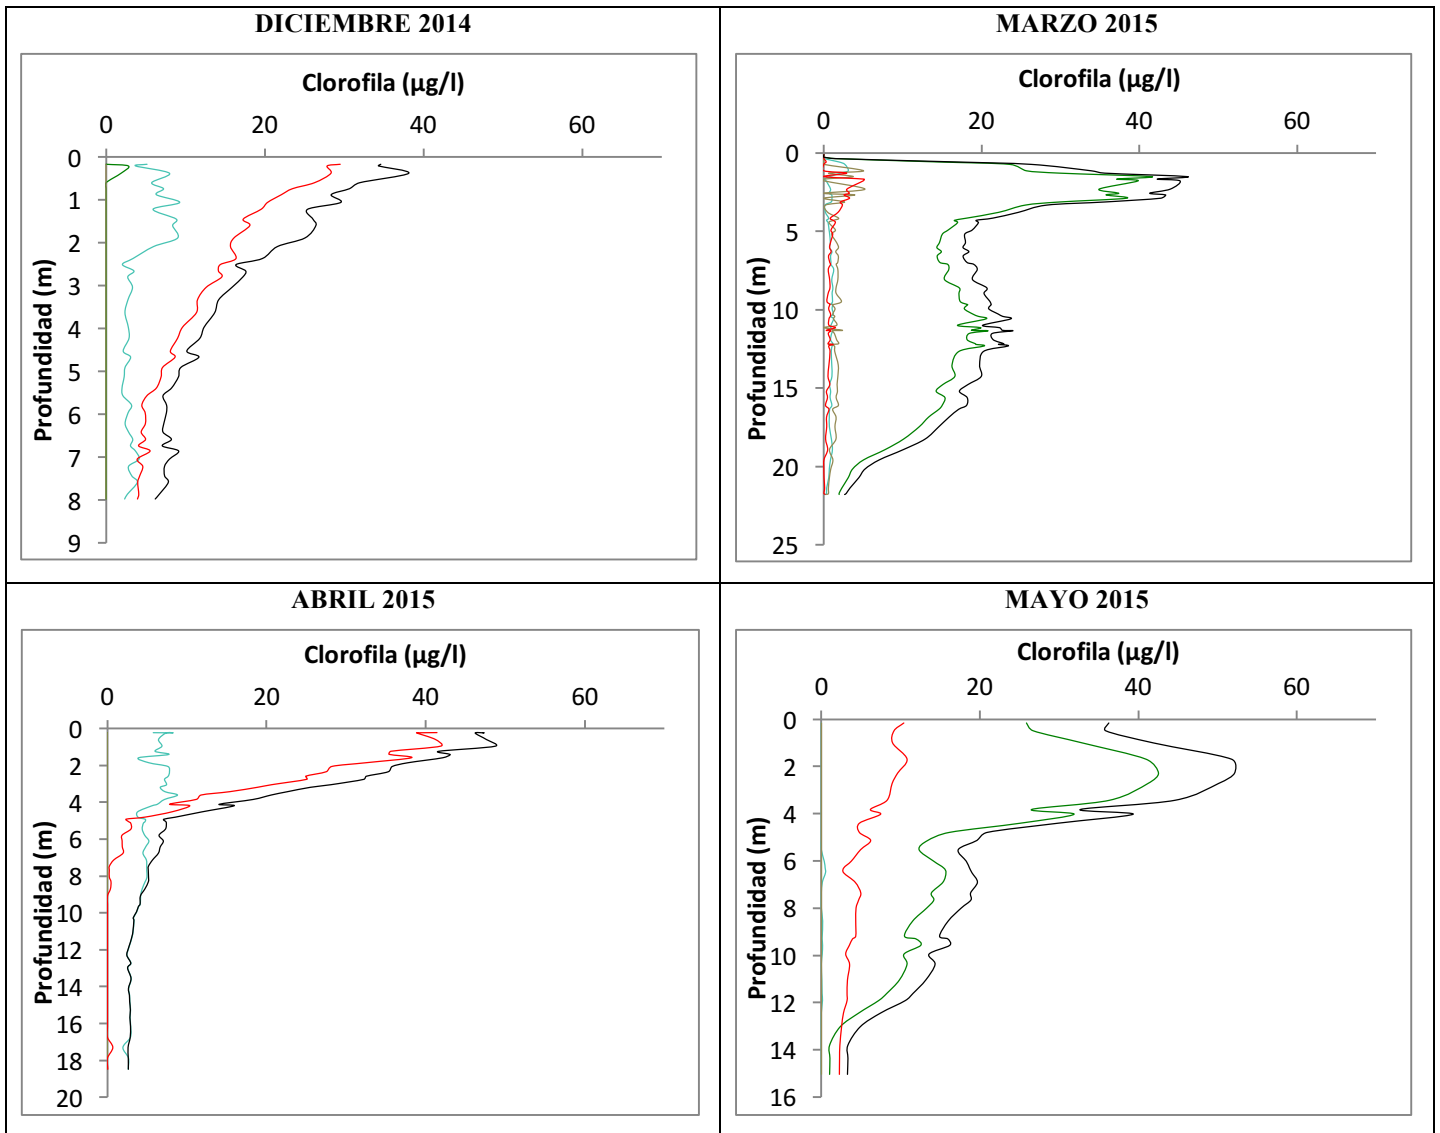 DICIEMBRE 2014
Clorofila (µg/l)
0 20 40 60
Profundidad (m)
0
1
2
3
4
5
6
7
8
9
MARZO 2015
Clorofila (µg/l)
0 20 40 60
Profundidad (m)
0
5
10
15
20
25
ABRIL 2015
Clorofila (µg/l)
0 20 40 60
Profundidad (m)
0
2
4
6
8
10
12
14
16
18
20
MAYO 2015
Clorofila (µg/l)
0 20 40 60
Profundidad (m)
0
2
4
6
8
10
12
14
16